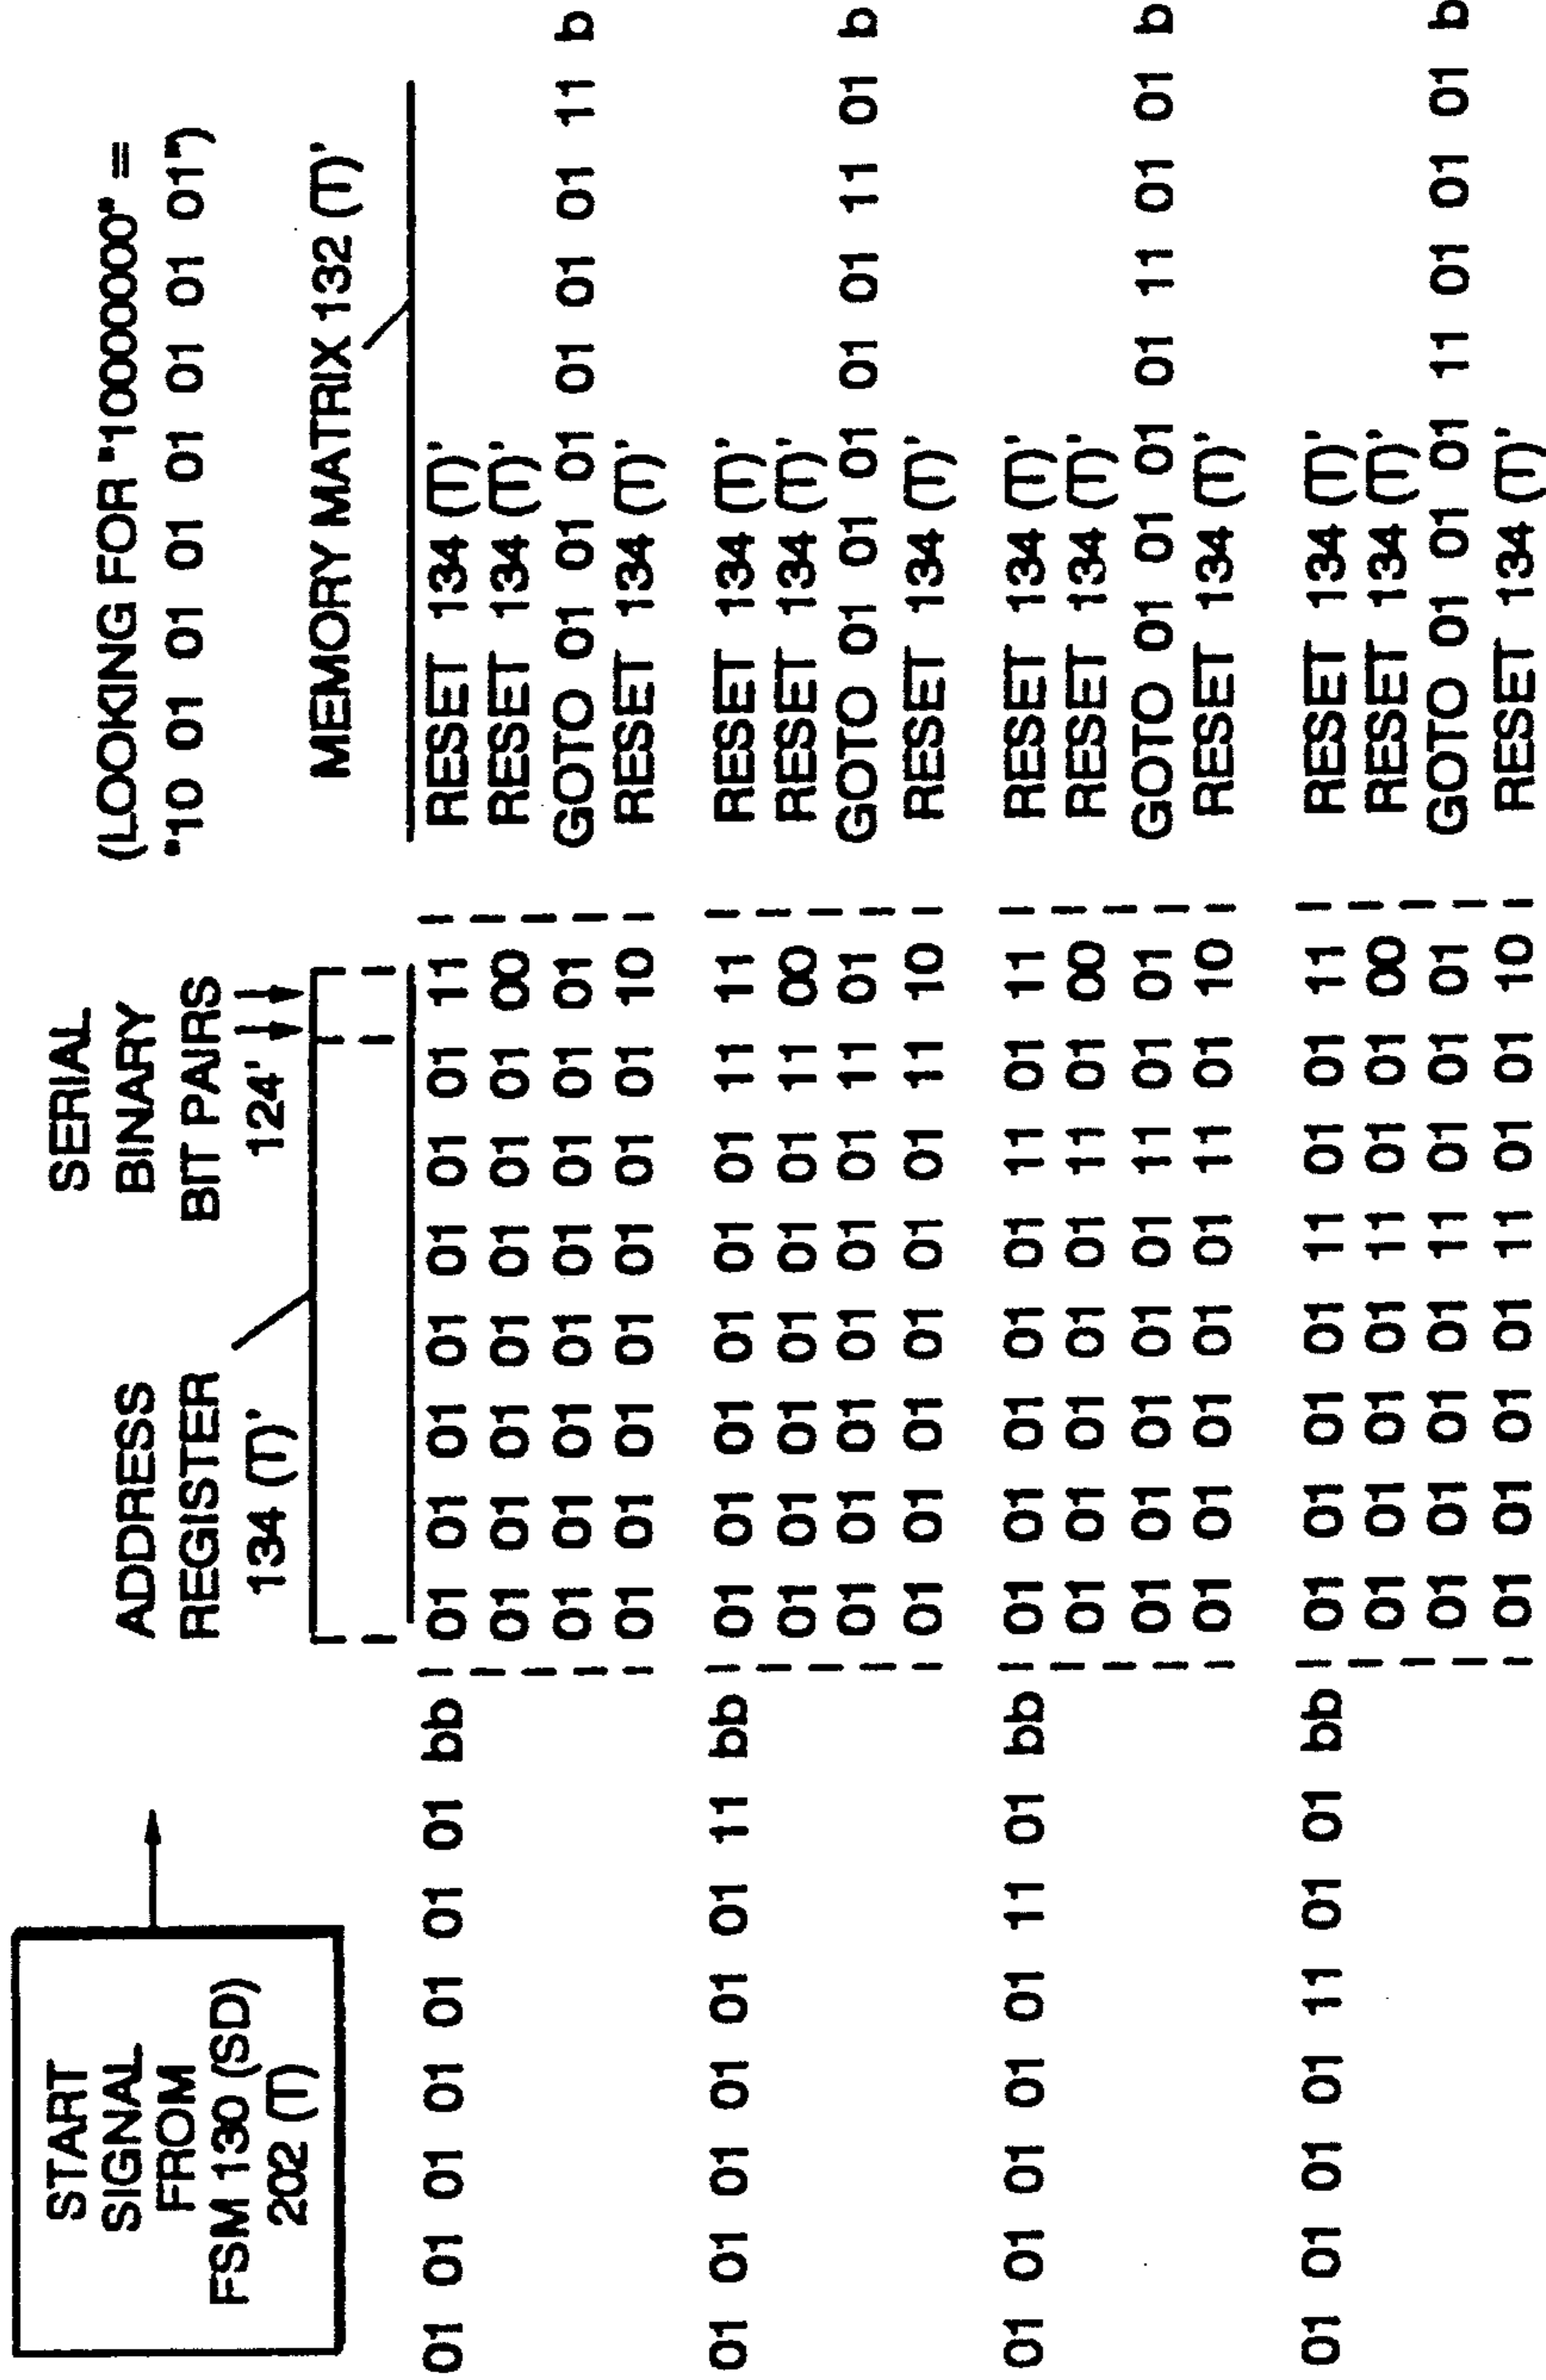 START
SIGNAL
FROM
FSM 130 (SD)
202 (T)
ADDRESS
REGISTER
134 (T)'
SERIAL
BINARY
BIT PAIRS
124'
(LOOKING FOR "10000000" =
"10 01 01 01 01 01 01 01")
MEMORY MATRIX 132 (T)'
01 01 01 01 01 01 01 bb 01 01 01 01 01 01 01 11 RESET 134 (T)'
01 01 01 01 01 01 01 00 RESET 134 (T)'
01 01 01 01 01 01 01 01 GOTO 01 01 01 01 01 01 11 b
01 01 01 01 01 01 01 10 RESET 134 (T)'
01 01 01 01 01 01 11 bb 01 01 01 01 01 01 11 11 RESET 134 (T)'
01 01 01 01 01 01 11 00 RESET 134 (T)'
01 01 01 01 01 01 11 01 GOTO 01 01 01 01 01 11 01 b
01 01 01 01 01 01 11 10 RESET 134 (T)'
01 01 01 01 01 11 01 bb 01 01 01 01 01 11 01 11 RESET 134 (T)'
01 01 01 01 01 11 01 00 RESET 134 (T)'
01 01 01 01 01 11 01 01 GOTO 01 01 01 01 11 01 01 b
01 01 01 01 01 11 01 10 RESET 134 (T)'
01 01 01 01 11 01 01 bb 01 01 01 01 11 01 01 11 RESET 134 (T)'
01 01 01 01 11 01 01 00 RESET 134 (T)'
01 01 01 01 11 01 01 01 GOTO 01 01 01 11 01 01 01 b
01 01 01 01 11 01 01 10 RESET 134 (T)'